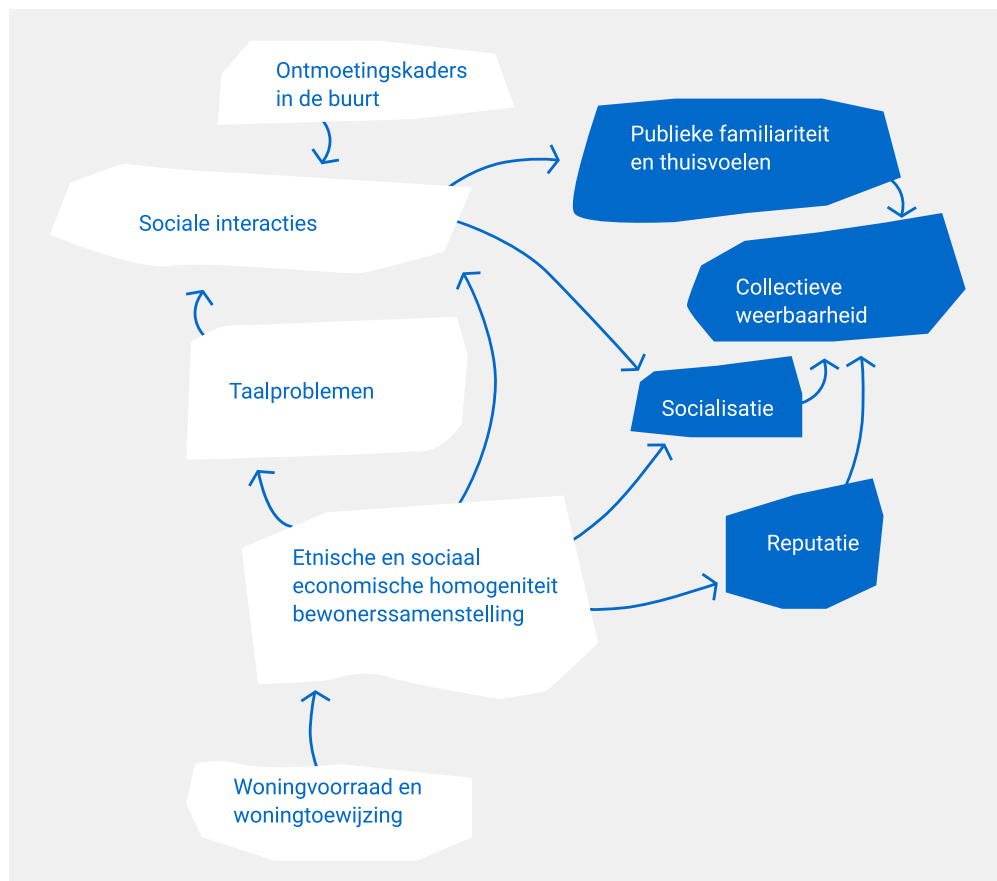 Ontmoetingskaders
in de buurt
Publieke familiariteit
en thuisvoelen
Sociale interacties
Collectieve
weerbaarheid
Taalproblemen
Socialisatie
Reputatie
Etnische en sociaal
economische homogeniteit
bewonerssamenstelling
Woningvoorraad en
woningtoewijzing